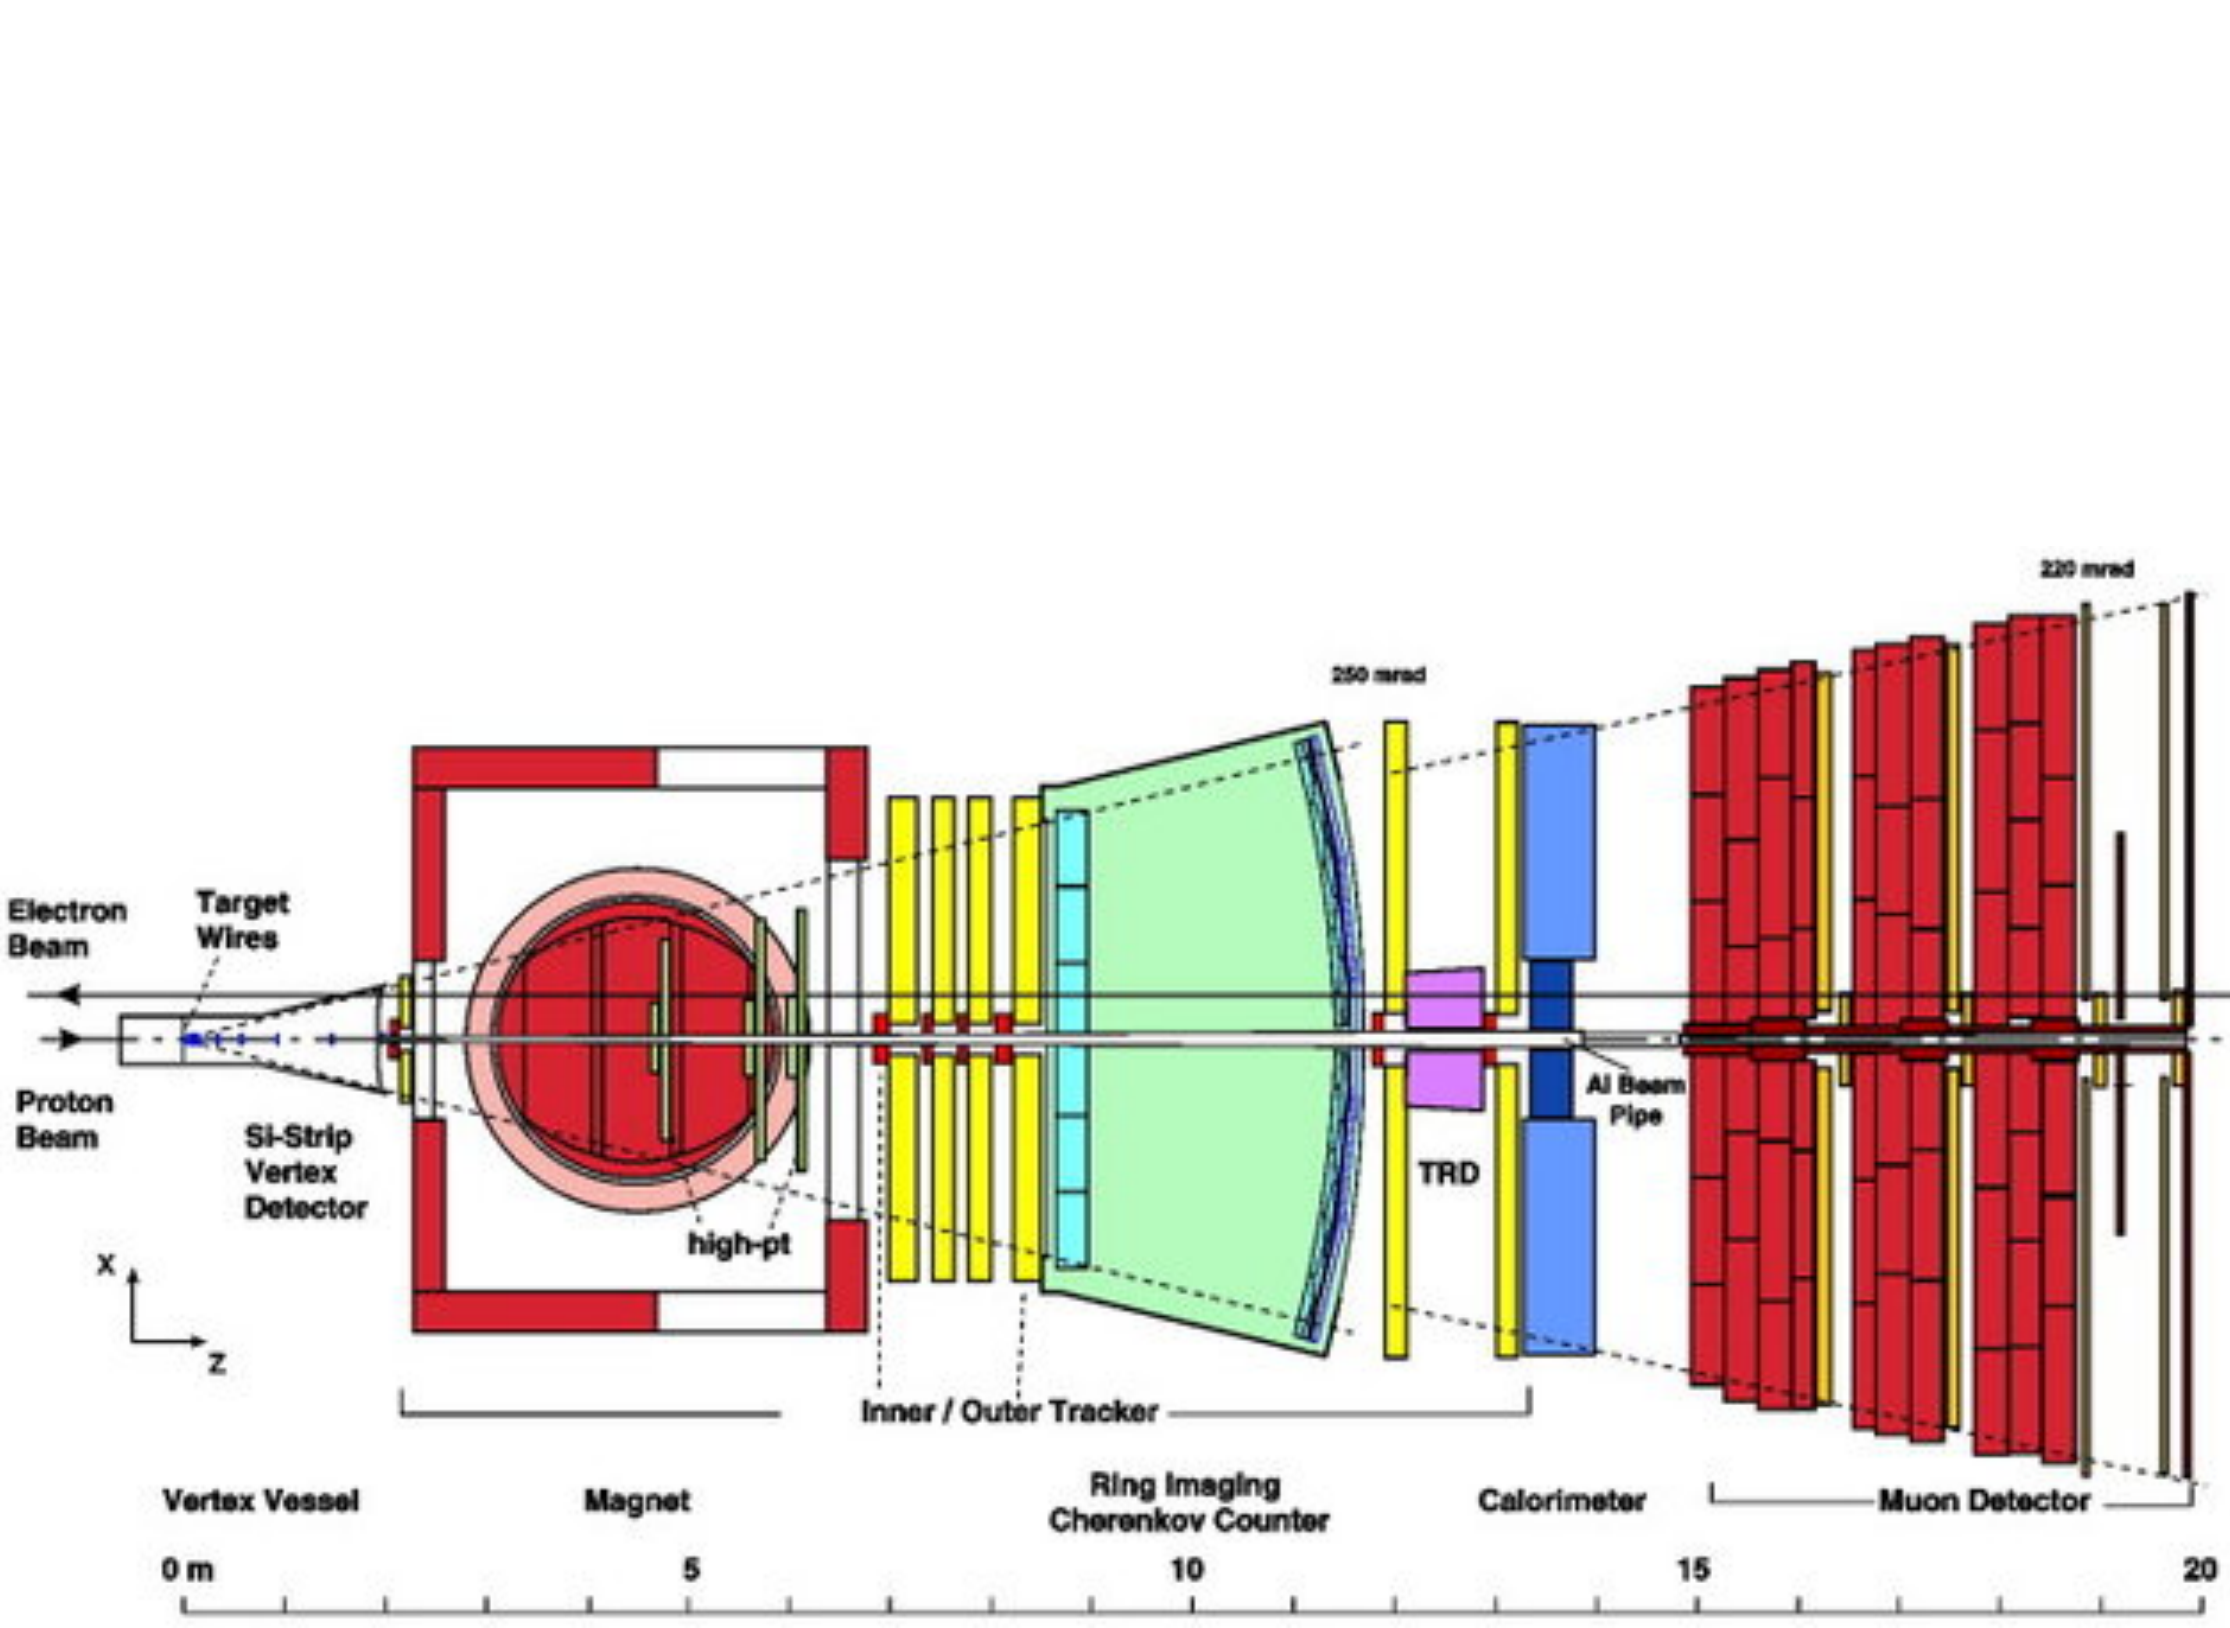 220 mrad
250 mrad
Electron
Beam
Target
Wires
Proton
Beam
Si-Strip
Vertex
Detector
high-pt
TRD
Al Beam
Pipe
X
Z
Inner / Outer Tracker
Vertex Vessel
Magnet
Ring Imaging
Cherenkov Counter
Calorimeter
Muon Detector
0 m 5 10 15 20